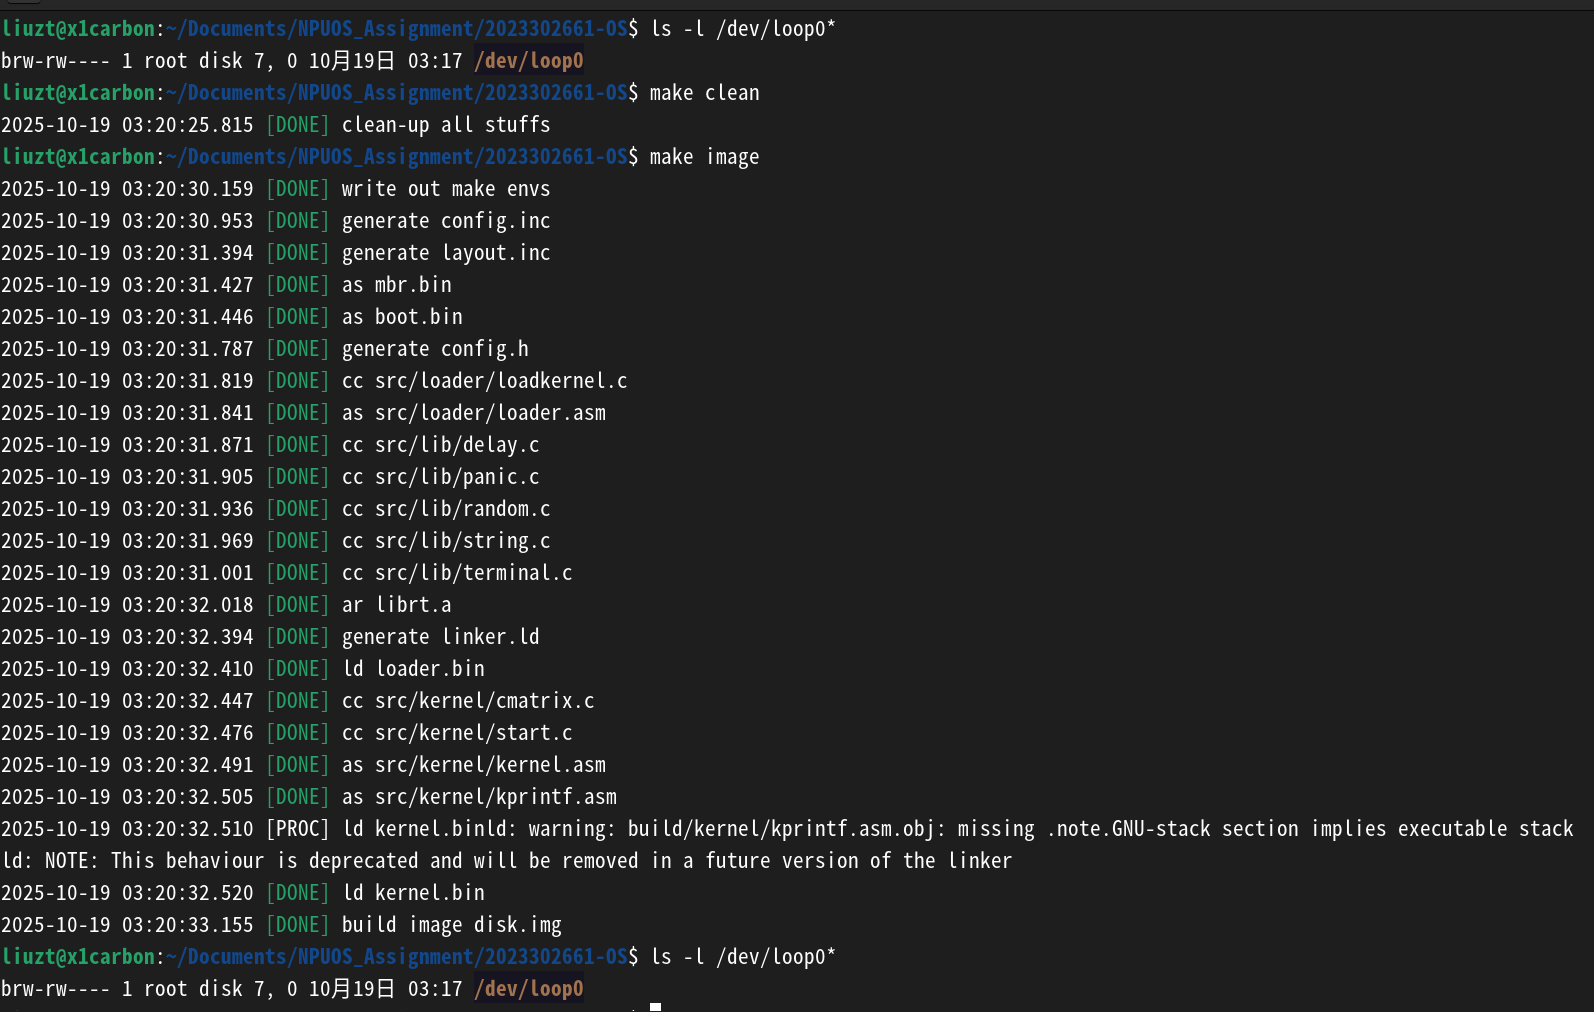 liuzt@x1carbon:~/Documents/NPUOS_Assignment/2023302661-OS$ ls -l /dev/loop0*
brw-rw---- 1 root disk 7, 0 10月19日 03:17 /dev/loop0
liuzt@x1carbon:~/Documents/NPUOS_Assignment/2023302661-OS$ make clean
2025-10-19 03:20:25.815 [DONE] clean-up all stuffs
liuzt@x1carbon:~/Documents/NPUOS_Assignment/2023302661-OS$ make image
2025-10-19 03:20:30.159 [DONE] write out make envs
2025-10-19 03:20:30.953 [DONE] generate config.inc
2025-10-19 03:20:31.394 [DONE] generate layout.inc
2025-10-19 03:20:31.427 [DONE] as mbr.bin
2025-10-19 03:20:31.446 [DONE] as boot.bin
2025-10-19 03:20:31.787 [DONE] generate config.h
2025-10-19 03:20:31.819 [DONE] cc src/loader/loadkernel.c
2025-10-19 03:20:31.841 [DONE] as src/loader/loader.asm
2025-10-19 03:20:31.871 [DONE] cc src/lib/delay.c
2025-10-19 03:20:31.905 [DONE] cc src/lib/panic.c
2025-10-19 03:20:31.936 [DONE] cc src/lib/random.c
2025-10-19 03:20:31.969 [DONE] cc src/lib/string.c
2025-10-19 03:20:31.001 [DONE] cc src/lib/terminal.c
2025-10-19 03:20:32.018 [DONE] ar librt.a
2025-10-19 03:20:32.394 [DONE] generate linker.ld
2025-10-19 03:20:32.410 [DONE] ld loader.bin
2025-10-19 03:20:32.447 [DONE] cc src/kernel/cmatrix.c
2025-10-19 03:20:32.476 [DONE] cc src/kernel/start.c
2025-10-19 03:20:32.491 [DONE] as src/kernel/kernel.asm
2025-10-19 03:20:32.505 [DONE] as src/kernel/kprintf.asm
2025-10-19 03:20:32.510 [PROC] ld kernel.binld: warning: build/kernel/kprintf.asm.obj: missing .note.GNU-stack section implies executable stack
ld: NOTE: This behaviour is deprecated and will be removed in a future version of the linker
2025-10-19 03:20:32.520 [DONE] ld kernel.bin
2025-10-19 03:20:33.155 [DONE] build image disk.img
liuzt@x1carbon:~/Documents/NPUOS_Assignment/2023302661-OS$ ls -l /dev/loop0*
brw-rw---- 1 root disk 7, 0 10月19日 03:17 /dev/loop0